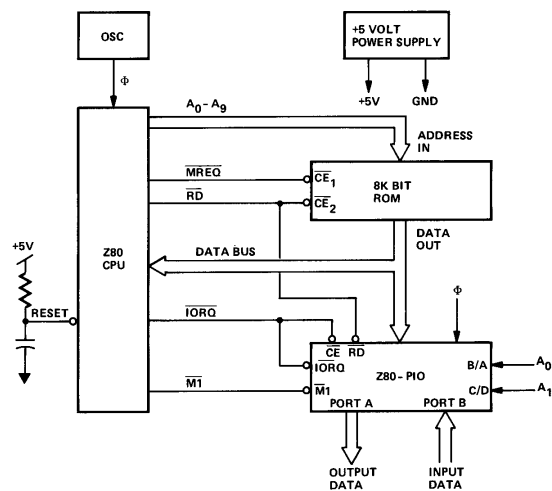 OSC
+5 VOLT
POWER SUPPLY
Φ
+5V GND
A0 - A9
ADDRESS
IN
MREQ
CE1
8K BIT
ROM
RD
CE2
+5V
Z80
CPU
DATA BUS
DATA
OUT
RESET
IORQ
Φ
CE RD
IORQ
Z80 - PIO
B/A
A0
M1
M1
C/D
A1
PORT A PORT B
OUTPUT
DATA
INPUT
DATA